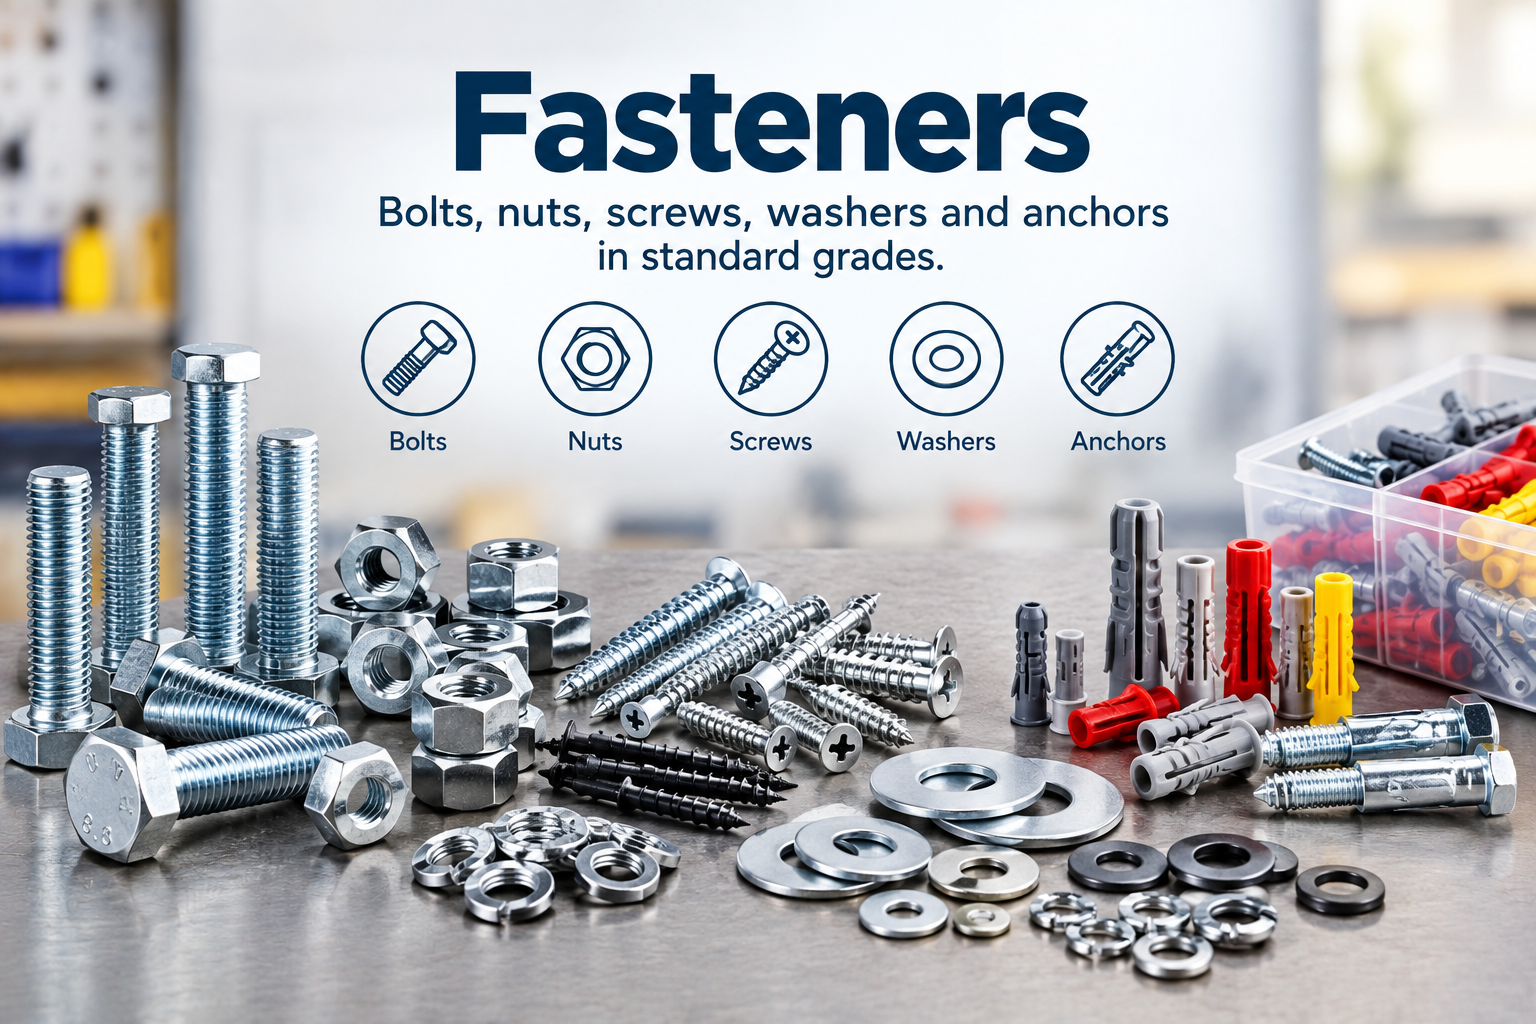 Fasteners
Bolts, nuts, screws, washers and anchors
in standard grades.
Bolts
Nuts
Screws
Washers
Anchors